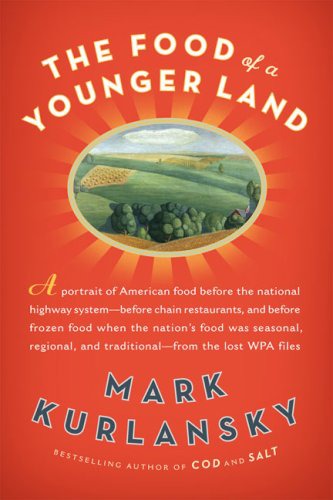 THE FOOD of a
YOUNGER LAND
A portrait of American food before the national
highway system—before chain restaurants, and before
frozen food when the nation's food was seasonal,
regional, and traditional—from the lost WPA files
MARK
KURLANSKY
BESTSELLING AUTHOR OF COD AND SALT